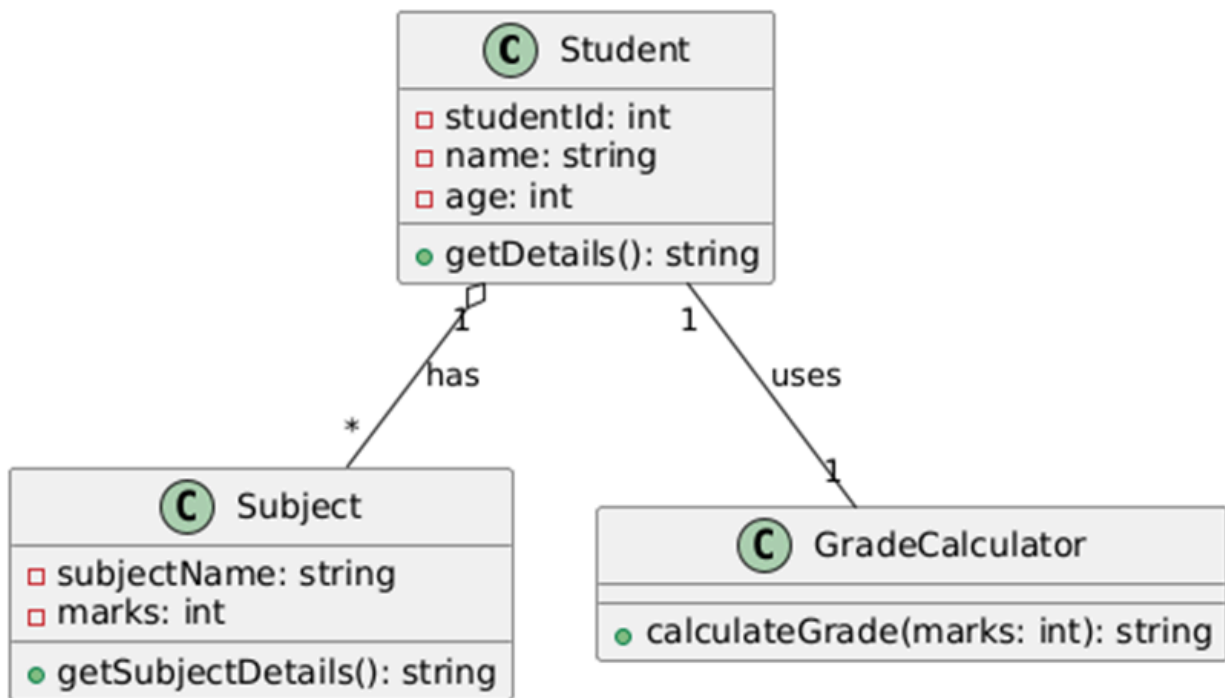 C Student
studentId: int
name: string
age: int
getDetails(): string
1
1
has
uses
*
1
C Subject
subjectName: string
marks: int
getSubjectDetails(): string
C GradeCalculator
calculateGrade(marks: int): string